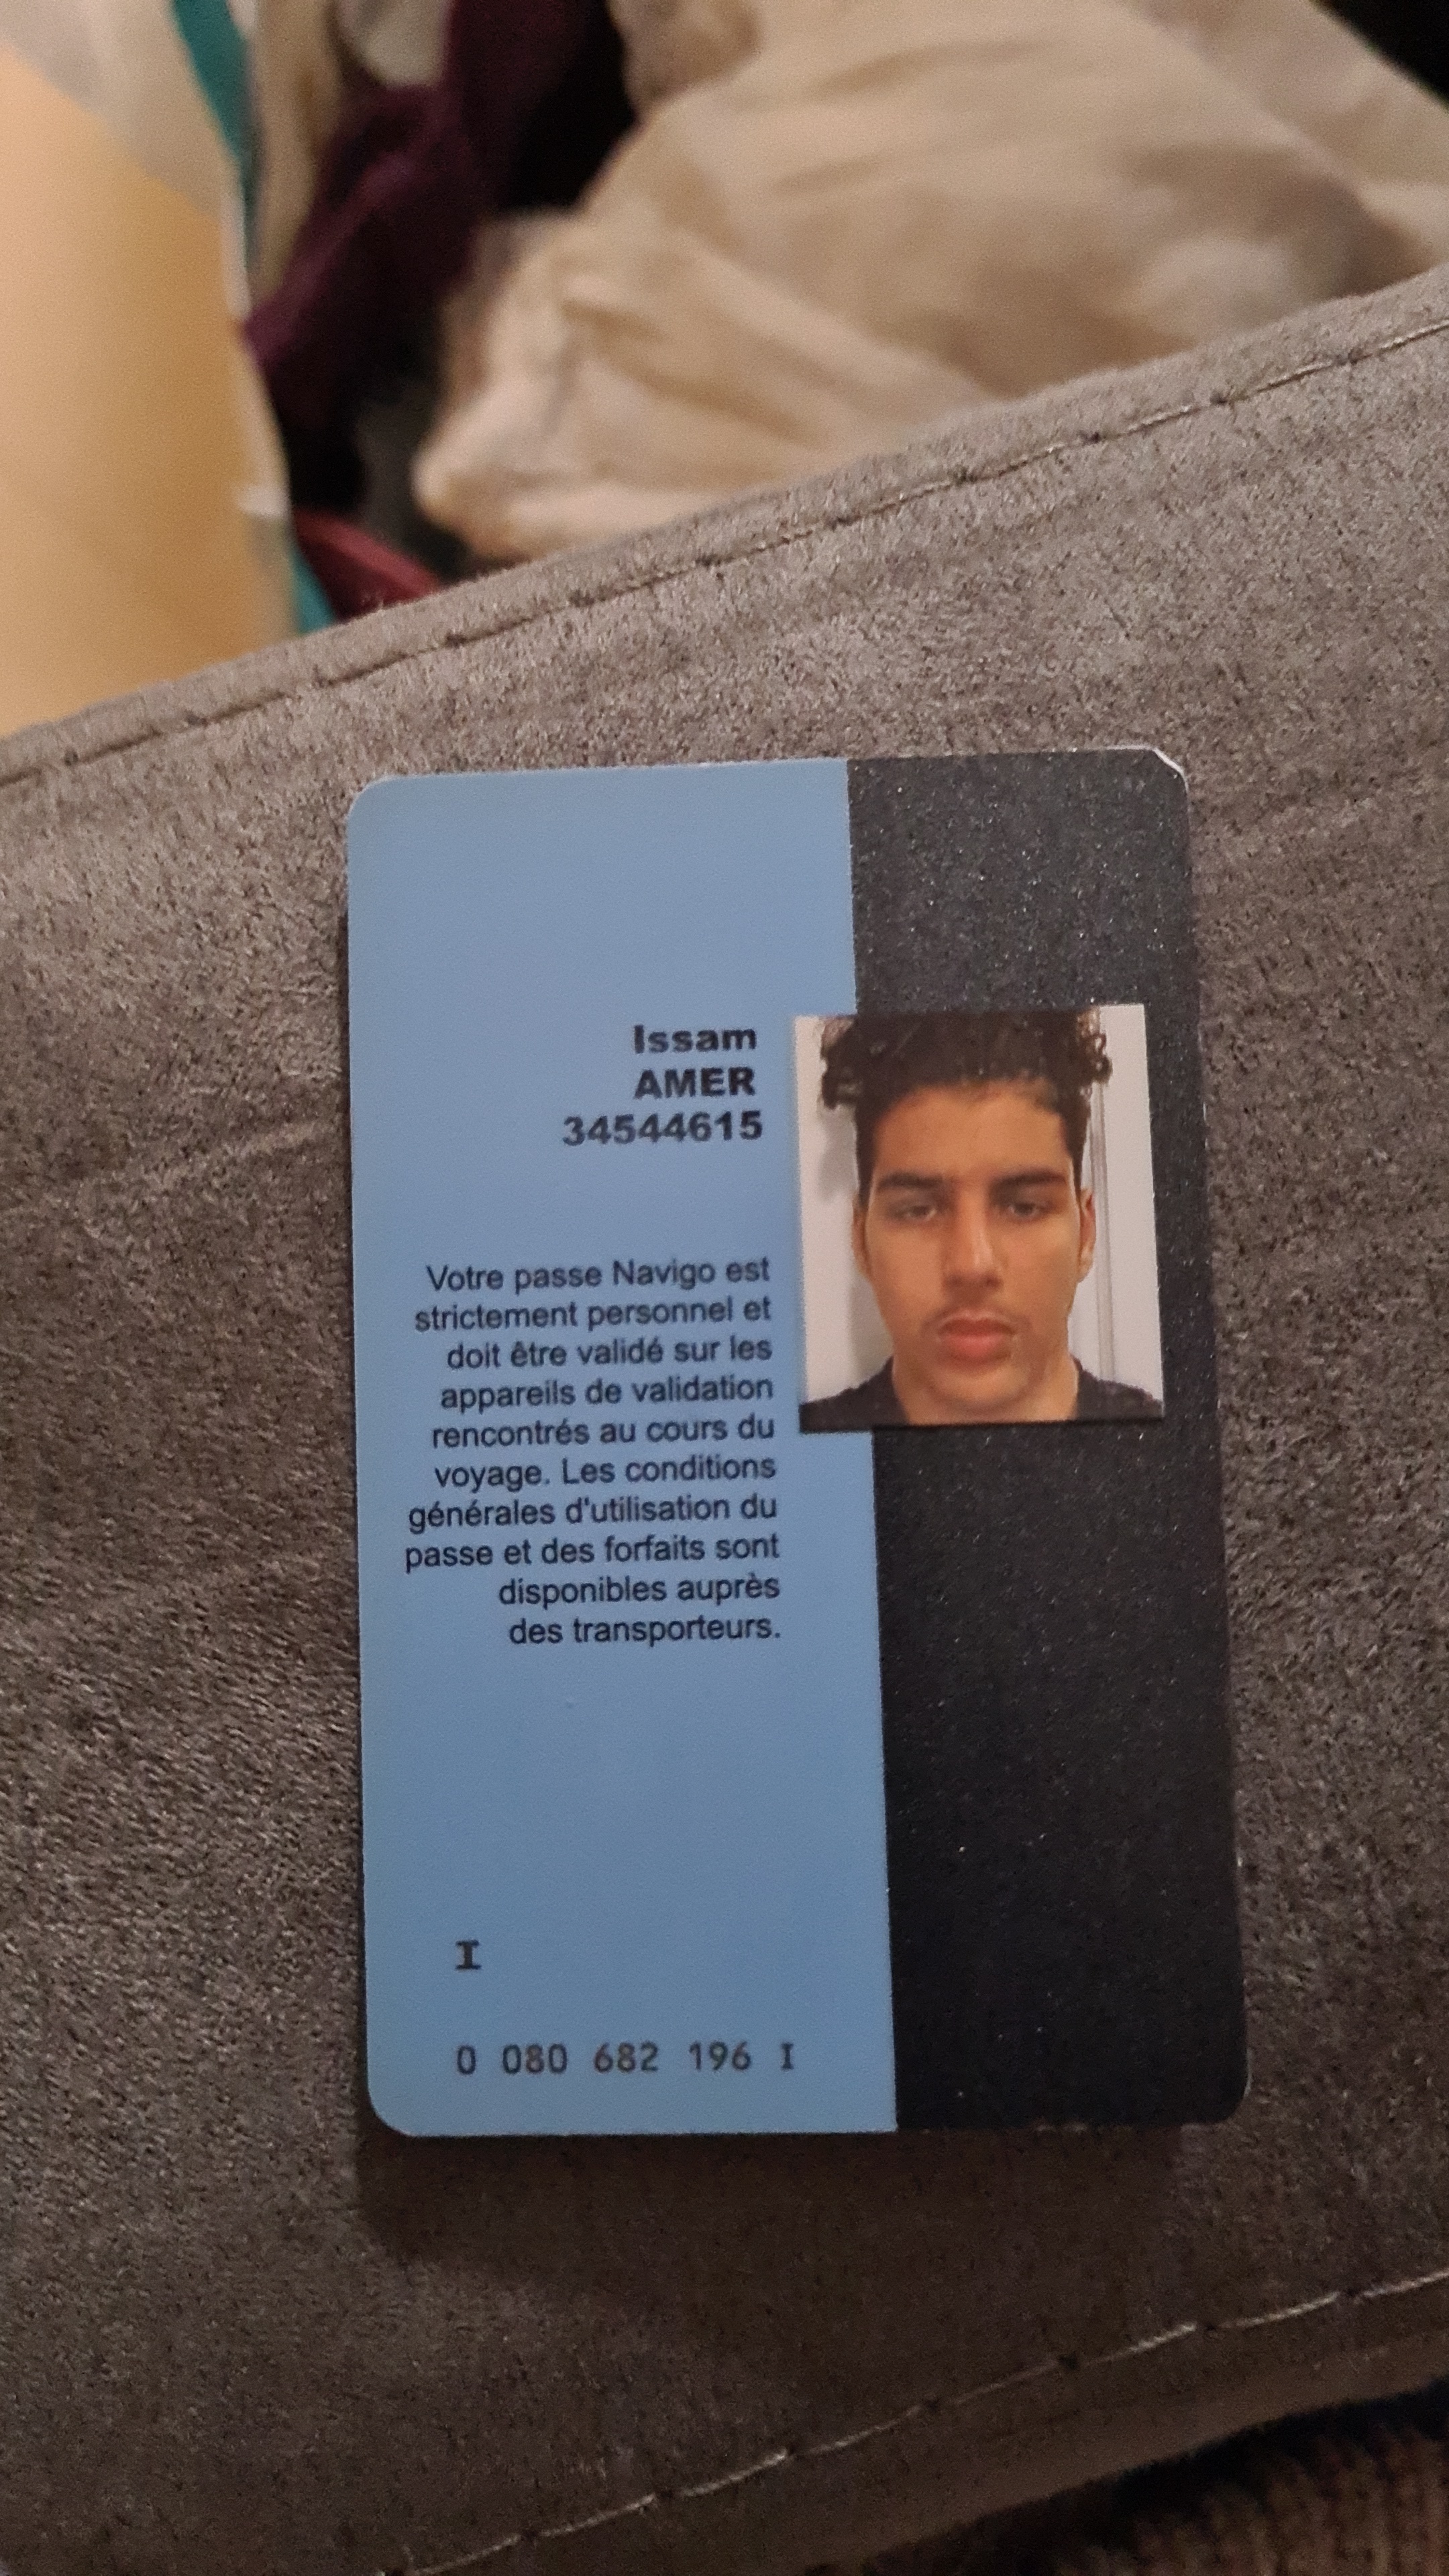 Issam
AMER
34544615
Votre passe Navigo est
strictement personnel et
doit être validé sur les
appareils de validation
rencontrés au cours du
voyage. Les conditions
générales d'utilisation du
passe et des forfaits sont
disponibles auprès
des transporteurs.
I
0 080 682 196 I